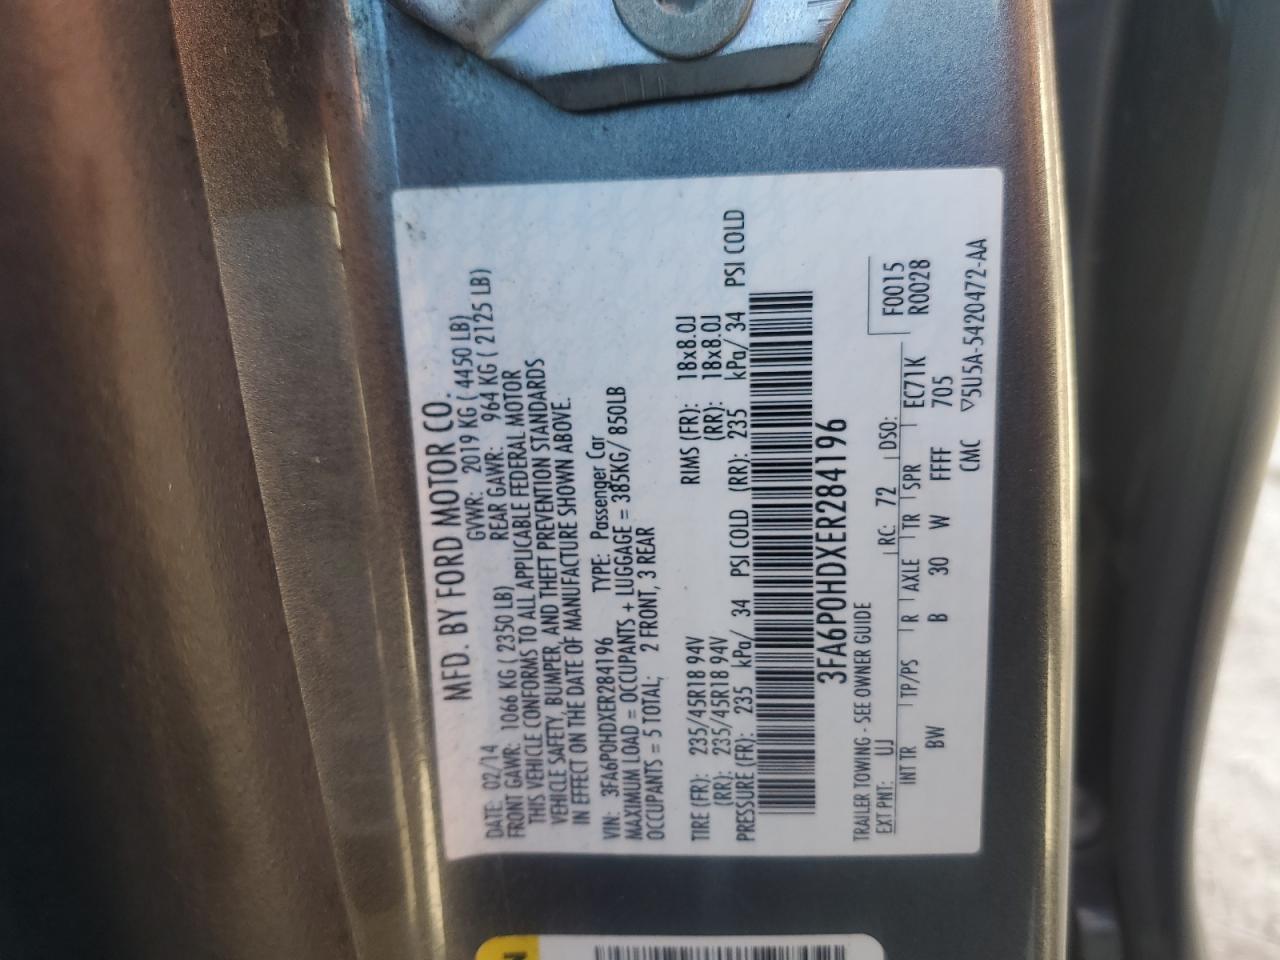 MFD. BY FORD MOTOR CO.
DATE: 02/14 GVWR: 2019 KG ( 4450 LB)
FRONT GAWR: 1066 KG ( 2350 LB) REAR GAWR: 964 KG ( 2125 LB)
THIS VEHICLE CONFORMS TO ALL APPLICABLE FEDERAL MOTOR
VEHICLE SAFETY, BUMPER, AND THEFT PREVENTION STANDARDS
IN EFFECT ON THE DATE OF MANUFACTURE SHOWN ABOVE.
VIN: 3FA6P0HDXER284196 TYPE: Passenger Car
MAXIMUM LOAD = OCCUPANTS + LUGGAGE = 385KG/ 850LB
OCCUPANTS = 5 TOTAL; 2 FRONT, 3 REAR
TIRE (FR): 235/45R18 94V RIMS (FR): 18x8.0J
(RR): 235/45R18 94V (RR): 18x8.0J
PRESSURE (FR): 235 kPa/ 34 PSI COLD (RR): 235 kPa/ 34 PSI COLD
3FA6P0HDXER284196
TRAILER TOWING - SEE OWNER GUIDE
EXT PNT: UJ RC: 72 DSO: F0015
INT TR TP/PS R AXLE TR SPR EC71K R0028
BW B 30 W FFFF 705
CMC ▽5U5A-5420472-AA
N